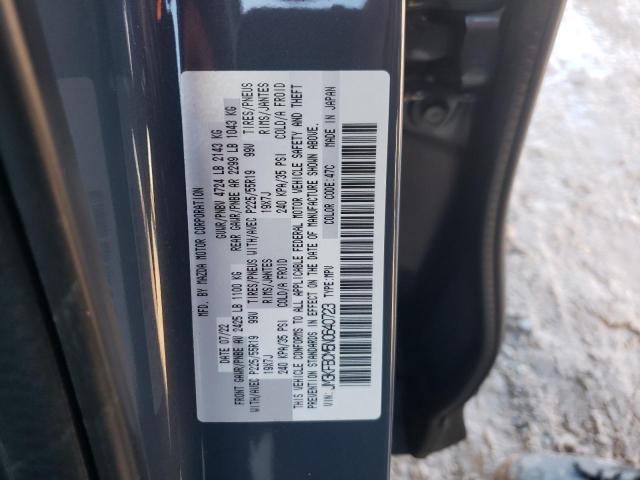 MFD. BY MAZDA MOTOR CORPORATION
DATE 07/22 GVWR/PNBV 4724 LB 2143 KG
FRONT GAWR/PNBE AV 2425 LB 1100 KG REAR GAWR/PNBE AR 2299 LB 1043 KG
WITH/AVEC P225/55R19 99V TIRES/PNEUS WITH/AVEC P225/55R19 99V TIRES/PNEUS
19X7J RIMS/JANTES 19X7J RIMS/JANTES
240 KPA/35 PSI COLD/A FROID 240 KPA/35 PSI COLD/A FROID
THIS VEHICLE CONFORMS TO ALL APPLICABLE FEDERAL MOTOR VEHICLE SAFETY AND THEFT
PREVENTION STANDARDS IN EFFECT ON THE DATE OF MANUFACTURE SHOWN ABOVE.
VIN: JM3KFBDM5N0640723 TYPE:MPV COLOR CODE:47C MADE IN JAPAN